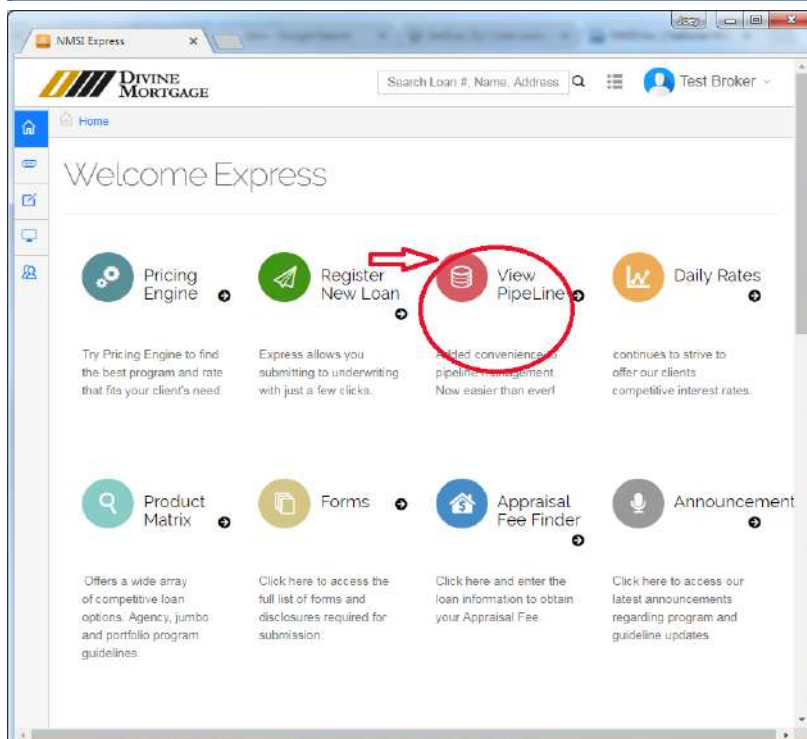 Joey
NMSI Express
DIVINE
MORTGAGE
Search Loan #, Name, Address
Test Broker
Home
Welcome Express
Pricing
Engine
Try Pricing Engine to find
the best program and rate
that fits your client's need.
Register
New Loan
Express allows you
submitting to underwriting
with just a few clicks.
View
PipeLine
Added convenience to
pipeline management.
Now easier than ever!
Daily Rates
continues to strive to
offer our clients
competitive interest rates.
Product
Matrix
Offers a wide array
of competitive loan
options. Agency, jumbo
and portfolio program
guidelines.
Forms
Click here to access the
full list of forms and
disclosures required for
submission.
Appraisal
Fee Finder
Click here and enter the
loan information to obtain
your Appraisal Fee
Announcement
Click here to access our
latest announcements
regarding program and
guideline updates